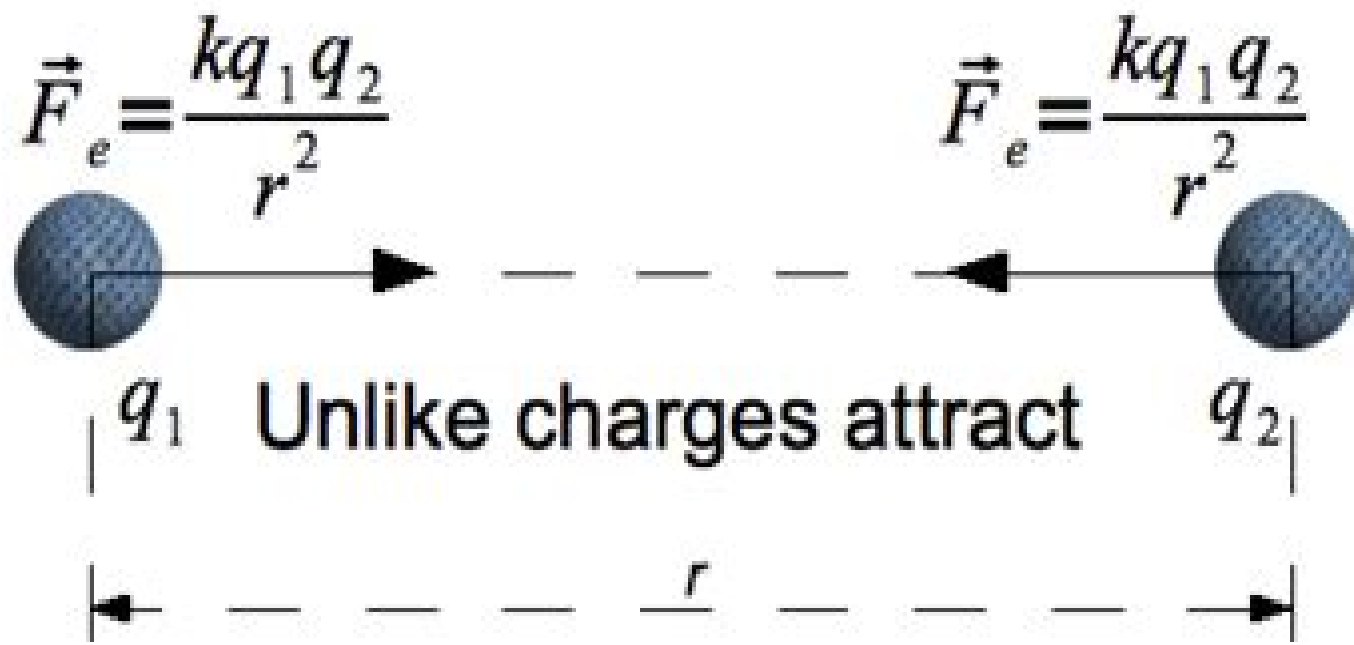 F⃗ₑ = kq₁q₂ / r²
F⃗ₑ = kq₁q₂ / r²
q₁
Unlike charges attract
q₂
r